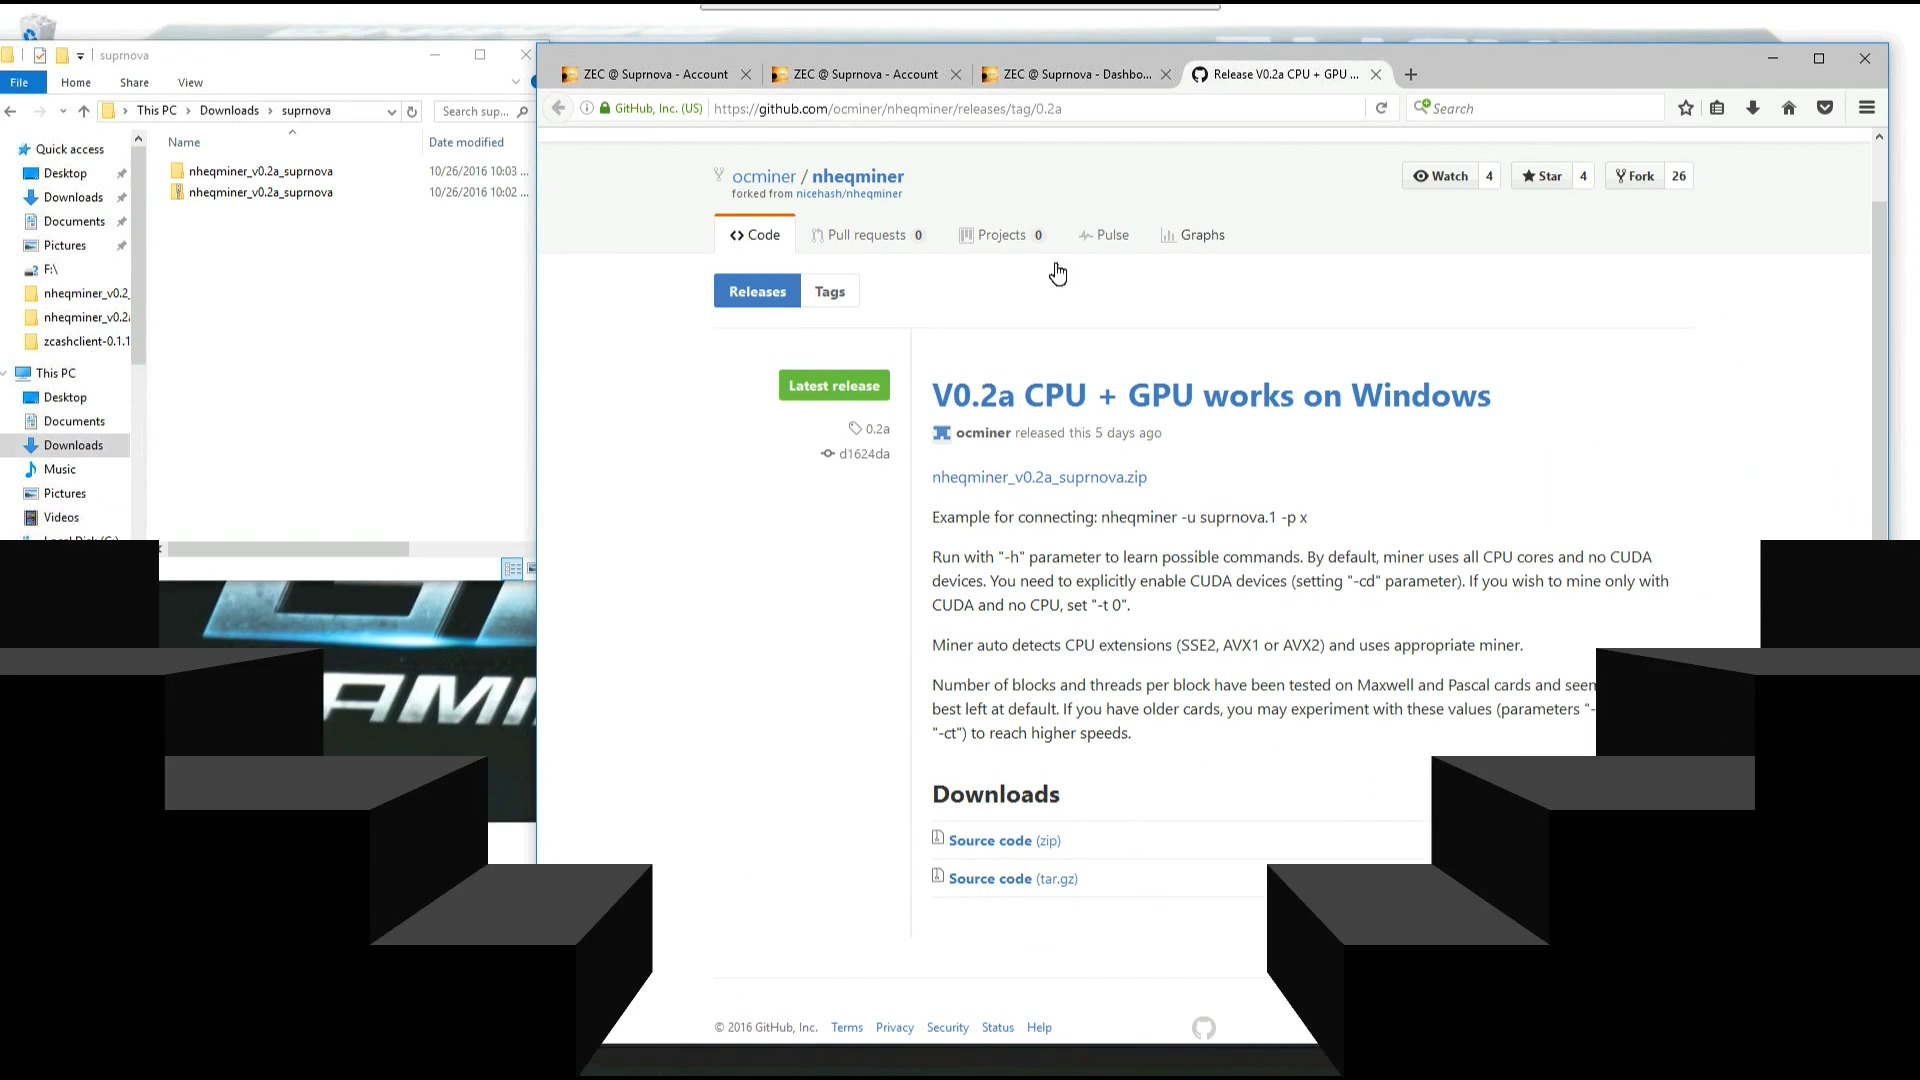 suprnova
File
Home
Share
View
This PC
Downloads
suprnova
Search sup...
Name
Date modified
Quick access
Desktop
Downloads
Documents
Pictures
F:\
nheqminer_v0.2_
nheqminer_v0.2a
zcashclient-0.1.1
This PC
Desktop
Documents
Downloads
Music
Pictures
Videos
nheqminer_v0.2a_suprnova
10/26/2016 10:03 ...
nheqminer_v0.2a_suprnova
10/26/2016 10:02 ...
ZEC @ Suprnova - Account
ZEC @ Suprnova - Account
ZEC @ Suprnova - Dashbo...
Release V0.2a CPU + GPU ...
GitHub, Inc. (US)
https://github.com/ocminer/nheqminer/releases/tag/0.2a
Search
ocminer / nheqminer
forked from nicehash/nheqminer
Watch 4
Star 4
Fork 26
Code
Pull requests 0
Projects 0
Pulse
Graphs
Releases
Tags
Latest release
0.2a
d1624da
V0.2a CPU + GPU works on Windows
ocminer released this 5 days ago
nheqminer_v0.2a_suprnova.zip
Example for connecting: nheqminer -u suprnova.1 -p x
Run with "-h" parameter to learn possible commands. By default, miner uses all CPU cores and no CUDA
devices. You need to explicitly enable CUDA devices (setting "-cd" parameter). If you wish to mine only with
CUDA and no CPU, set "-t 0".
Miner auto detects CPU extensions (SSE2, AVX1 or AVX2) and uses appropriate miner.
Number of blocks and threads per block have been tested on Maxwell and Pascal cards and seen
best left at default. If you have older cards, you may experiment with these values (parameters "-
"-ct") to reach higher speeds.
Downloads
Source code (zip)
Source code (tar.gz)
© 2016 GitHub, Inc.
Terms
Privacy
Security
Status
Help